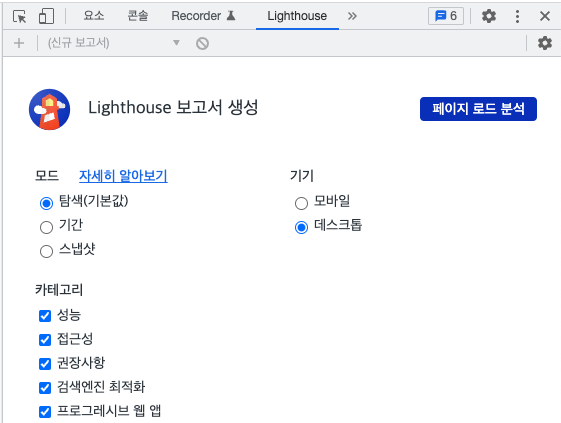 요소 콘솔 Recorder Lighthouse 6
(신규 보고서)
Lighthouse 보고서 생성 페이지 로드 분석
모드 자세히 알아보기 기기
탐색(기본값) 모바일
기간 데스크톱
스냅샷
카테고리
성능
접근성
권장사항
검색엔진 최적화
프로그레시브 웹 앱